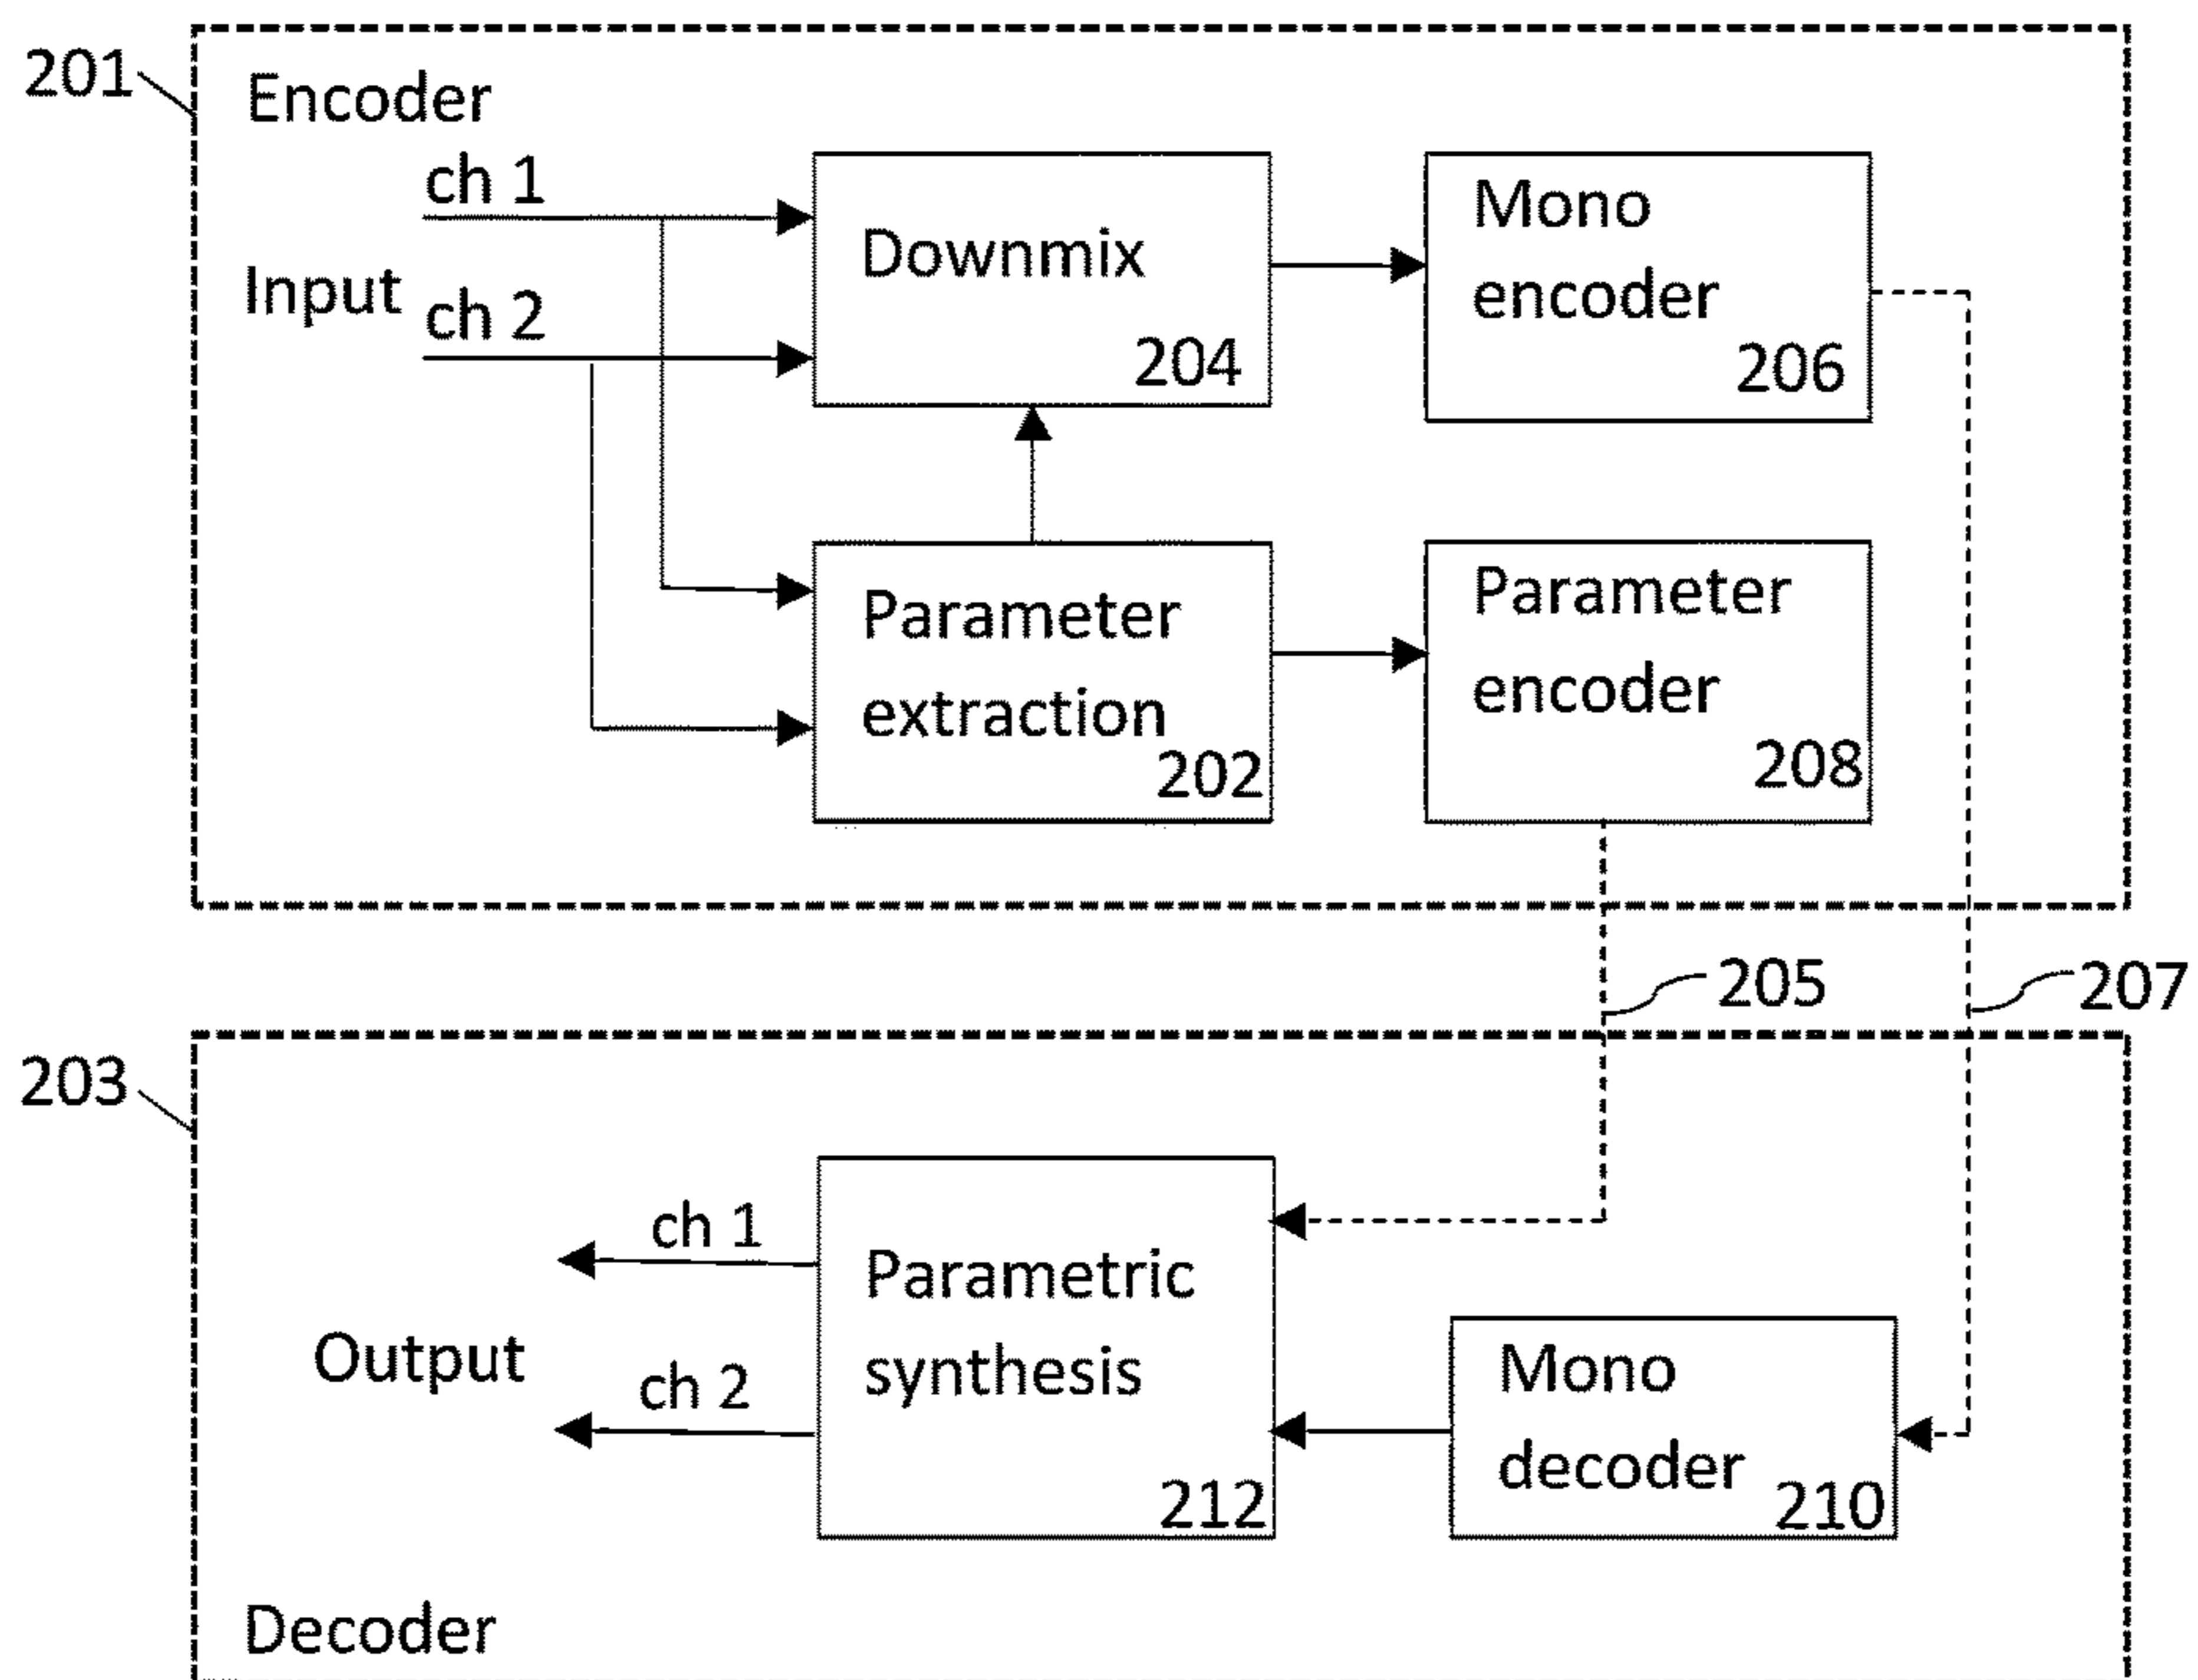 201
Encoder
ch 1
Input
ch 2
Downmix
204
Mono
encoder
206
Parameter
extraction
202
Parameter
encoder
208
205
207
203
ch 1
Output
ch 2
Parametric
synthesis
212
Mono
decoder
210
Decoder